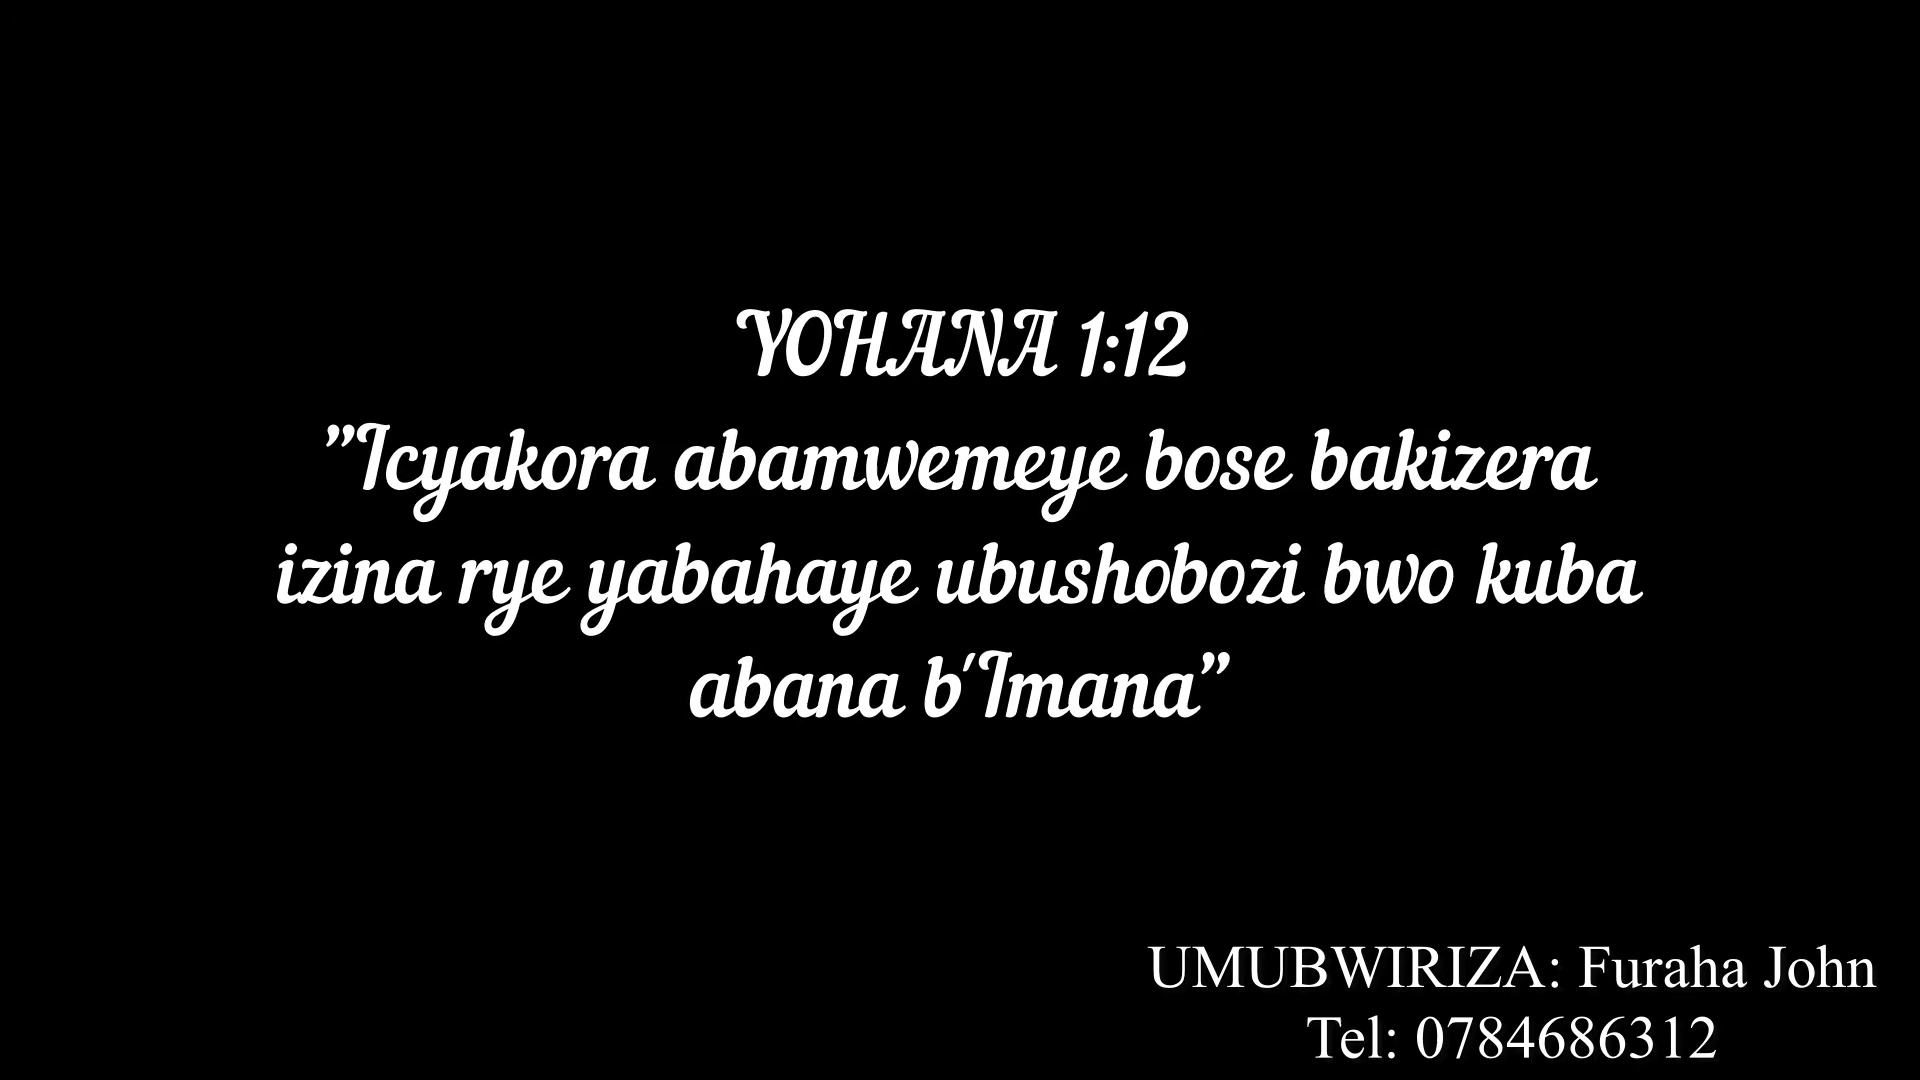 YOHANA 1:12
”Icyakora abamwemeye bose bakizera
izina rye yabahaye ubushobozi bwo kuba
abana b'Imana”
UMUBWIRIZA: Furaha John
Tel: 0784686312